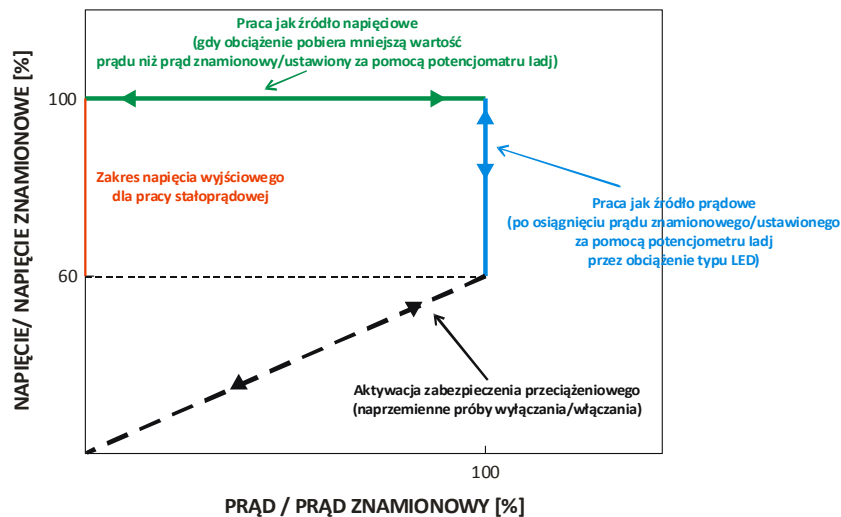 Praca jak źródło napięciowe
(gdy obciążenie pobiera mniejszą wartość
prądu niż prąd znamionowy/ustawiony za pomocą potencjomatru Iadj)
NAPIĘCIE/ NAPIĘCIE ZNAMIONOWE [%]
100
Zakres napięcia wyjściowego
dla pracy stałoprądowej
Praca jak źródło prądowe
(po osiągnięciu prądu znamionowego/ustawionego
za pomocą potencjometru Iadj
przez obciążenie typu LED)
60
Aktywacja zabezpieczenia przeciążeniowego
(naprzemienne próby wyłączania/włączania)
100
PRĄD / PRĄD ZNAMIONOWY [%]